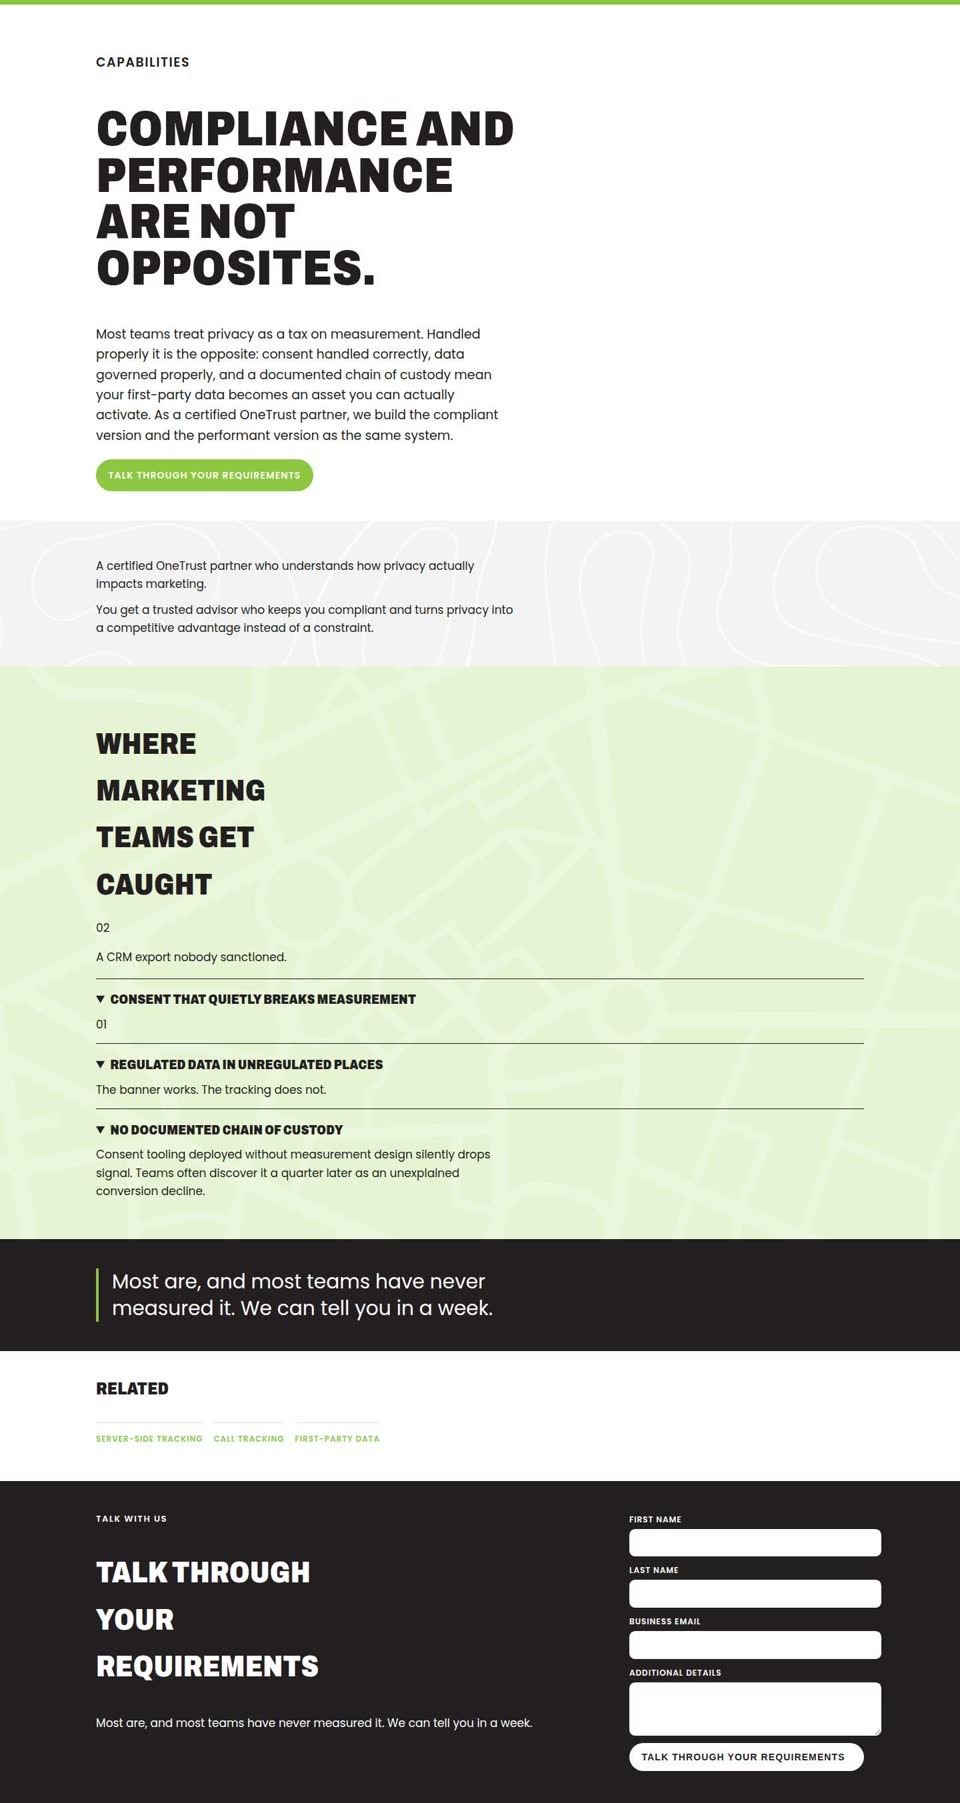 CAPABILITIES
COMPLIANCE AND
PERFORMANCE
ARE NOT
OPPOSITES.
Most teams treat privacy as a tax on measurement. Handled
properly it is the opposite: consent handled correctly, data
governed properly, and a documented chain of custody mean
your first-party data becomes an asset you can actually
activate. As a certified OneTrust partner, we build the compliant
version and the performant version as the same system.
TALK THROUGH YOUR REQUIREMENTS
A certified OneTrust partner who understands how privacy actually
impacts marketing.
You get a trusted advisor who keeps you compliant and turns privacy into
a competitive advantage instead of a constraint.
WHERE
MARKETING
TEAMS GET
CAUGHT
02
A CRM export nobody sanctioned.
CONSENT THAT QUIETLY BREAKS MEASUREMENT
01
REGULATED DATA IN UNREGULATED PLACES
The banner works. The tracking does not.
NO DOCUMENTED CHAIN OF CUSTODY
Consent tooling deployed without measurement design silently drops
signal. Teams often discover it a quarter later as an unexplained
conversion decline.
Most are, and most teams have never
measured it. We can tell you in a week.
RELATED
SERVER-SIDE TRACKING CALL TRACKING FIRST-PARTY DATA
TALK WITH US
TALK THROUGH
YOUR
REQUIREMENTS
Most are, and most teams have never measured it. We can tell you in a week.
FIRST NAME
LAST NAME
BUSINESS EMAIL
ADDITIONAL DETAILS
TALK THROUGH YOUR REQUIREMENTS